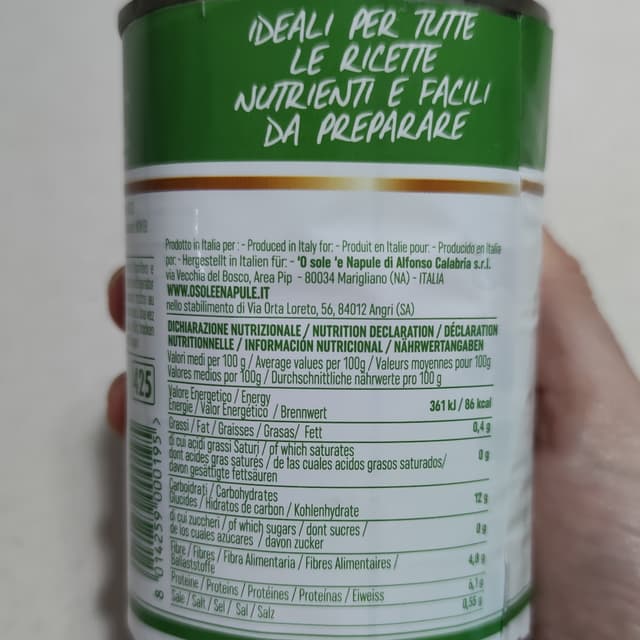 IDEALI PER TUTTE
LE RICETTE
NUTRIENTI E FACILI
DA PREPARARE
Prodotto in Italia per: - Produced in Italy for: - Produit en Italie pour: - Producido en Italia
por: - Hergestellt in Italien für: - 'O sole 'e Napule di Alfonso Calabria s.r.l.
via Vecchia del Bosco, Area Pip - 80034 Marigliano (NA) - ITALIA
WWW.OSOLEENAPULE.IT
nello stabilimento di Via Orta Loreto, 56, 84012 Angri (SA)
DICHIARAZIONE NUTRIZIONALE / NUTRITION DECLARATION / DÉCLARATION
NUTRITIONNELLE / INFORMACIÓN NUTRICIONAL / NÄHRWERTANGABEN
Valori medi per 100 g / Average values per 100g / Valeurs moyennes pour 100g
Valores medios por 100g / Durchschnittliche nährwerte pro 100 g
Valore Energetico / Energy
Énergie / Valor Energético / Brennwert 361 kJ / 86 kcal
Grassi / Fat / Graisses / Grasas / Fett 0,4 g
di cui acidi grassi Saturi / of which saturates
dont acides gras saturés / de las cuales acidos grasos saturados/
davon gesättigte fettsäuren 0 g
Carboidrati / Carbohydrates
Glucides / Hidratos de carbon / Kohlenhydrate 12 g
di cui zuccheri / of which sugars / dont sucres /
de los cuales azúcares / davon zucker 0 g
Fibre / Fibres / Fibra Alimentaria / Fibres Alimentaires /
Ballaststoffe 4,8 g
Proteine / Proteins / Protéines / Proteínas / Eiweiss 6,1 g
Sale / Salt / Sel / Sal / Salz 0,55 g
425
8 014239 000195 >